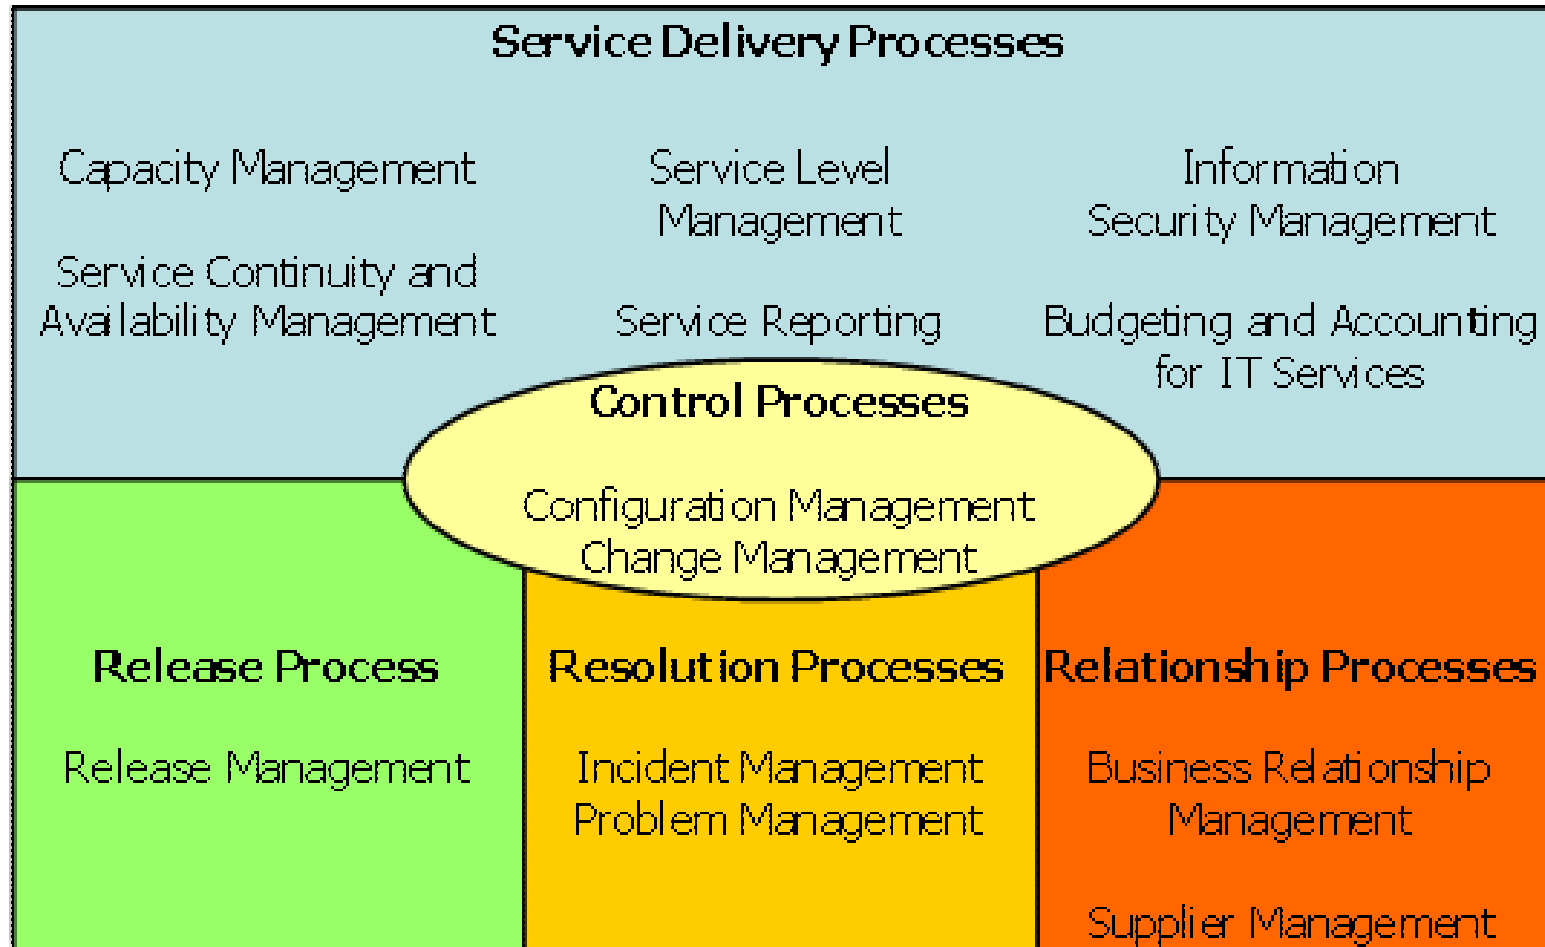 Service Delivery Processes
Capacity Management
Service Continuity and
Availability Management
Service Level
Management
Service Reporting
Information
Security Management
Budgeting and Accounting
for IT Services
Control Processes
Configuration Management
Change Management
Release Process
Release Management
Resolution Processes
Incident Management
Problem Management
Relationship Processes
Business Relationship
Management
Supplier Management